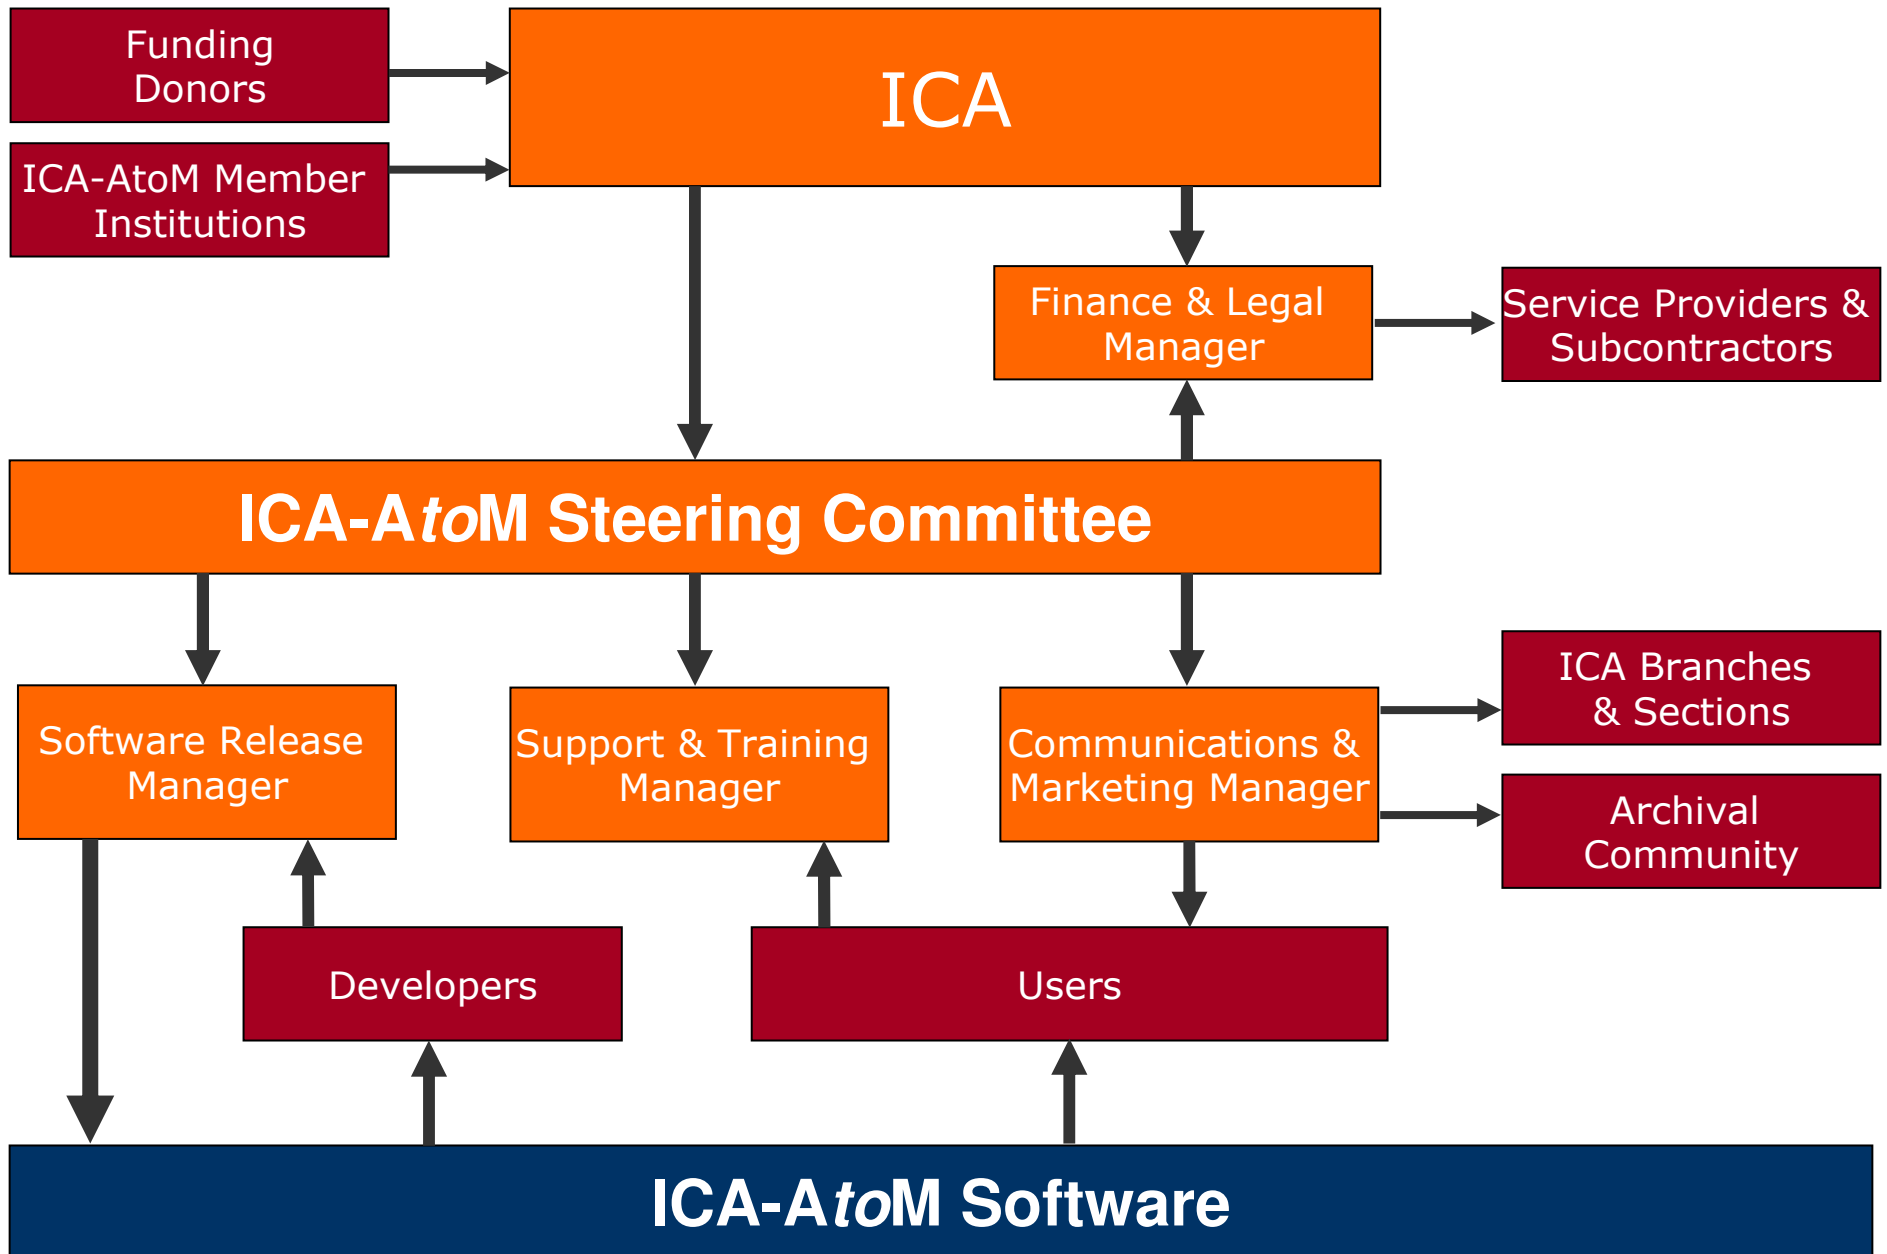 Funding
Donors
ICA
ICA-AtoM Member
Institutions
Finance & Legal
Manager
Service Providers &
Subcontractors
ICA-AtoM Steering Committee
Software Release
Manager
Support & Training
Manager
Communications &
Marketing Manager
ICA Branches
& Sections
Archival
Community
Developers
Users
ICA-AtoM Software